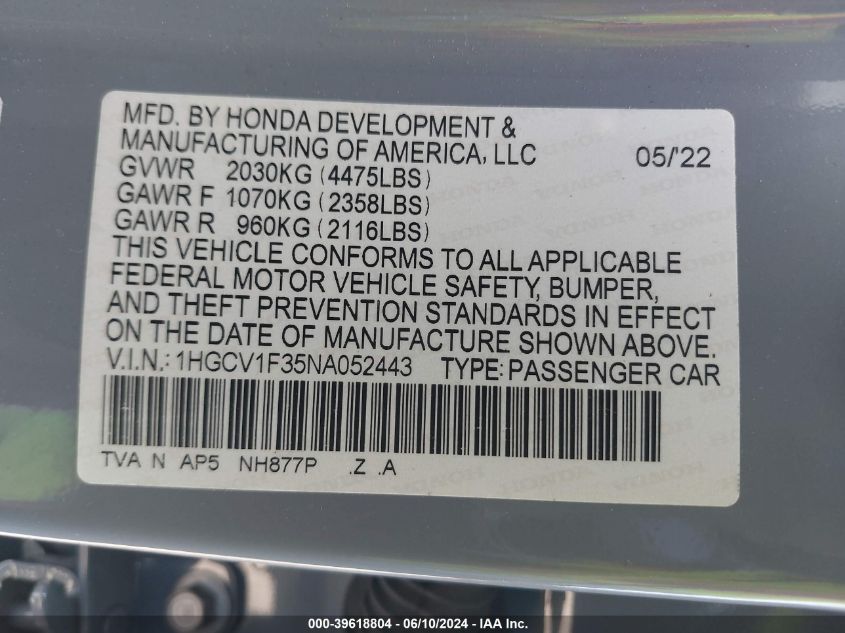 MFD. BY HONDA DEVELOPMENT &
MANUFACTURING OF AMERICA, LLC 05/'22
GVWR 2030KG (4475LBS)
GAWR F 1070KG (2358LBS)
GAWR R 960KG (2116LBS)
THIS VEHICLE CONFORMS TO ALL APPLICABLE
FEDERAL MOTOR VEHICLE SAFETY, BUMPER,
AND THEFT PREVENTION STANDARDS IN EFFECT
ON THE DATE OF MANUFACTURE SHOWN ABOVE.
V.I.N.: 1HGCV1F35NA052443 TYPE: PASSENGER CAR
TVA N AP5 NH877P .Z .A
000-39618804 - 06/10/2024 - IAA Inc.